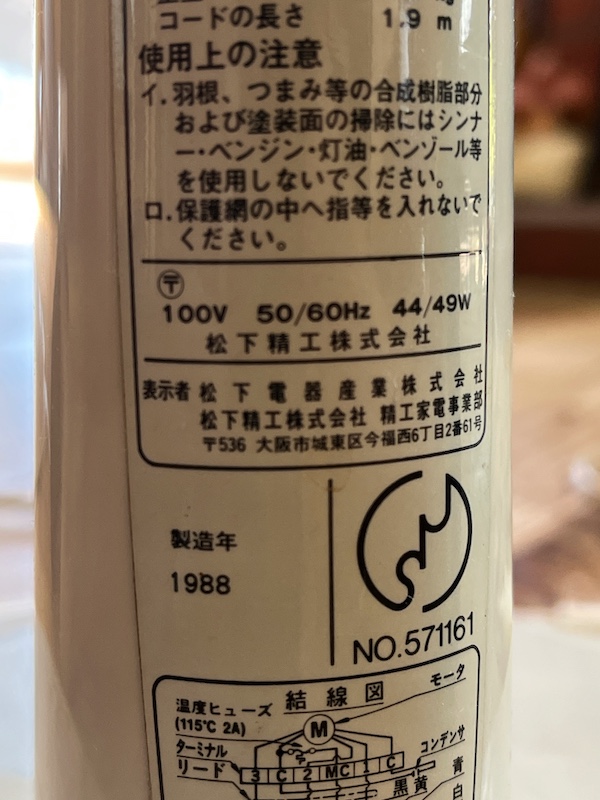 コードの長さ 1.9 m
使用上の注意
イ.羽根、つまみ等の合成樹脂部分
および塗装面の掃除にはシンナ
ー・ベンジン・灯油・ベンゾール等
を使用しないでください。
ロ.保護網の中へ指等を入れないで
ください。
〒
100V 50/60Hz 44/49W
松下精工株式会社
表示者 松下電器産業株式会社
松下精工株式会社 精工家電事業部
〒536 大阪市城東区今福西6丁目2番61号
製造年
1988
NO.571161
結線図
モータ
温度ヒューズ
(115℃ 2A)
M
ターミナル
コンデンサ
リード
3 C 2 MC 1 C
黒 黄 青
白